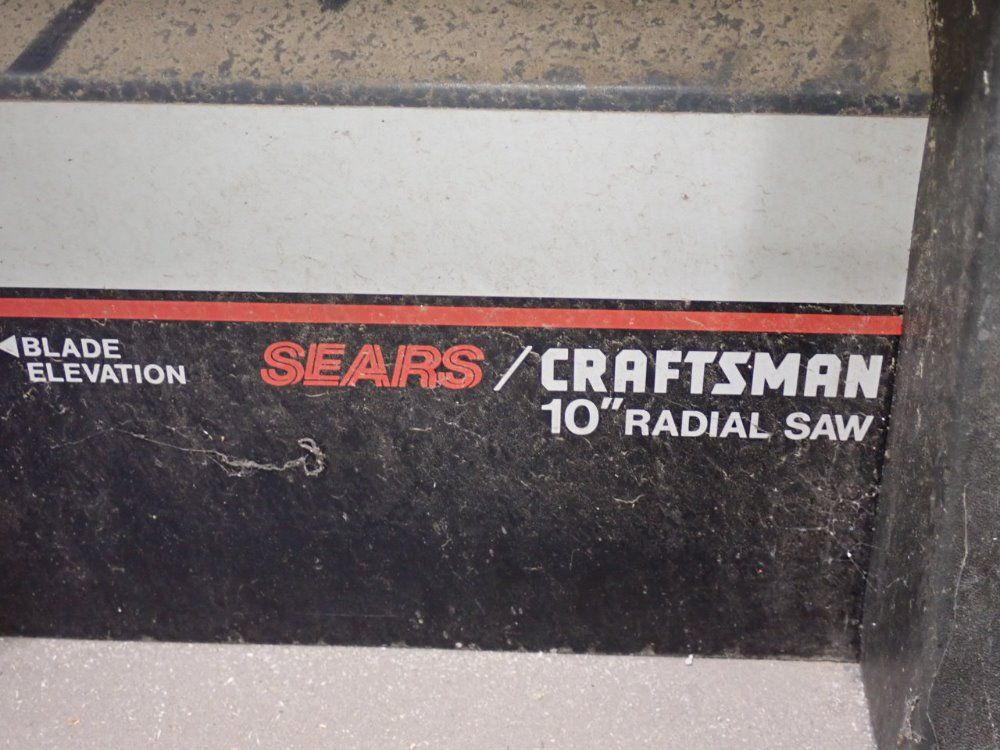 ◀BLADE
ELEVATION
SEARS / CRAFTSMAN
10" RADIAL SAW